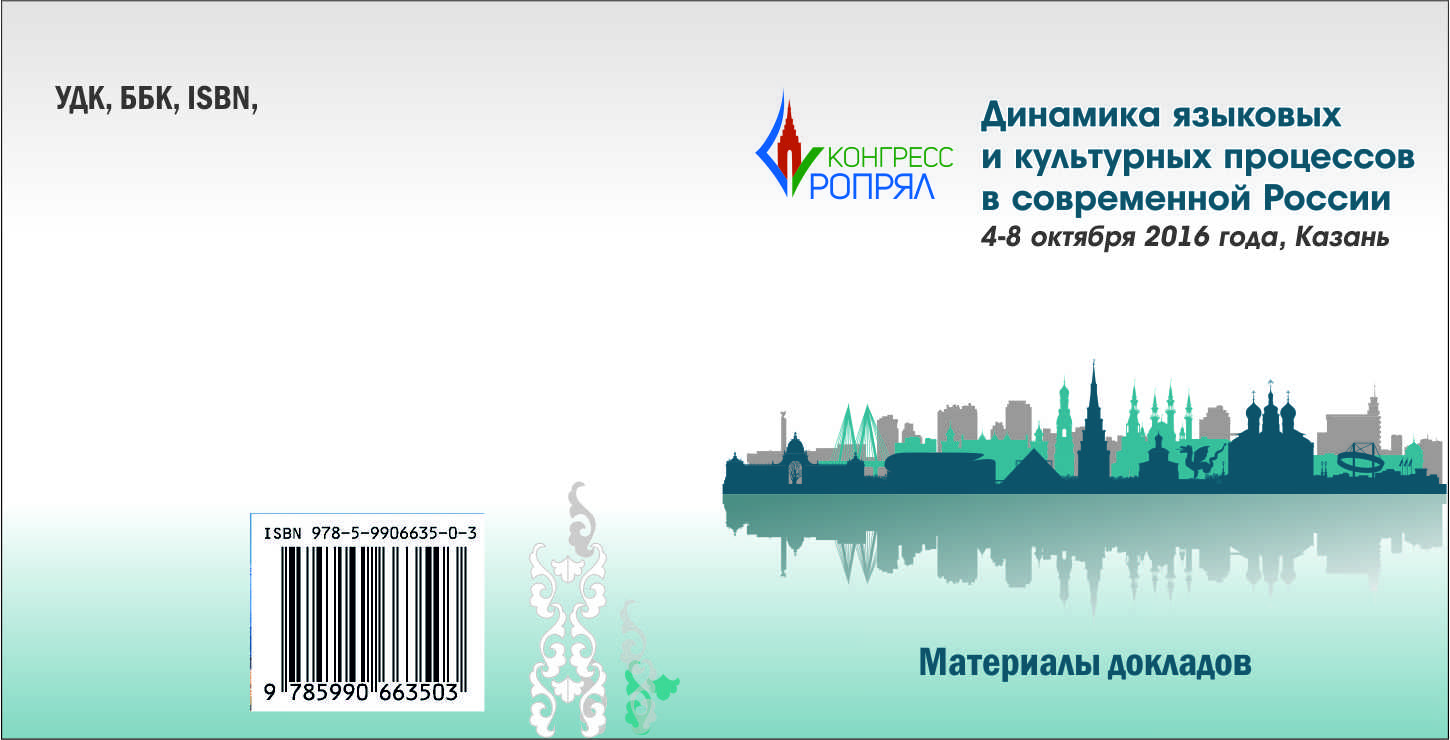 УДК, ББК, ISBN,
КОНГРЕСС
РОПРЯЛ
Динамика языковых
и культурных процессов
в современной России
4-8 октября 2016 года, Казань
ISBN 978-5-9906635-0-3
9 785990 663503
Материалы докладов